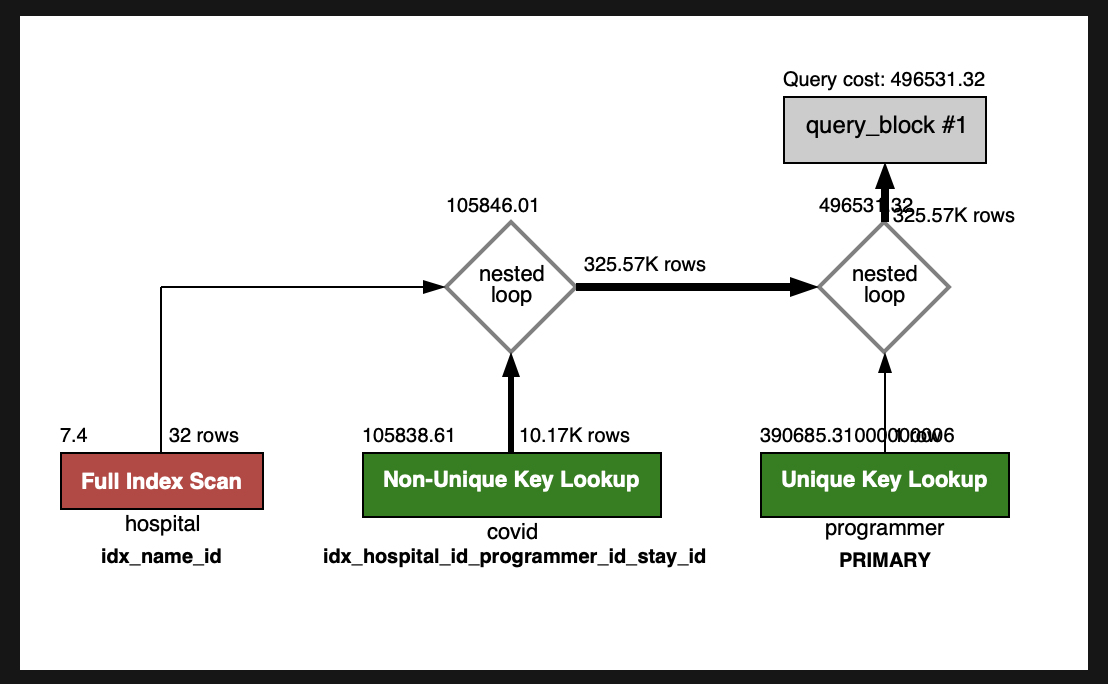 Query cost: 496531.32
query_block #1
105846.01
496531.32
325.57K rows
nested
loop
325.57K rows
nested
loop
7.4
32 rows
105838.61
10.17K rows
390685.31000000006
1 row
Full Index Scan
Non-Unique Key Lookup
Unique Key Lookup
hospital
covid
programmer
idx_name_id
idx_hospital_id_programmer_id_stay_id
PRIMARY